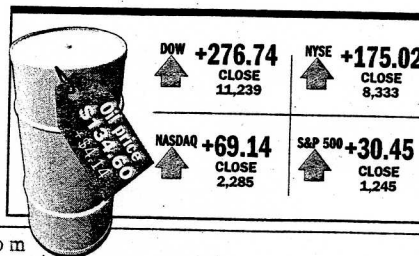 DOW +276.74
CLOSE
11,239
NYSE +175.02
CLOSE
8,333
Oil price
$134.60
NASDAQ +69.14
CLOSE
2,285
S&P 500 +30.45
CLOSE
1,245
om